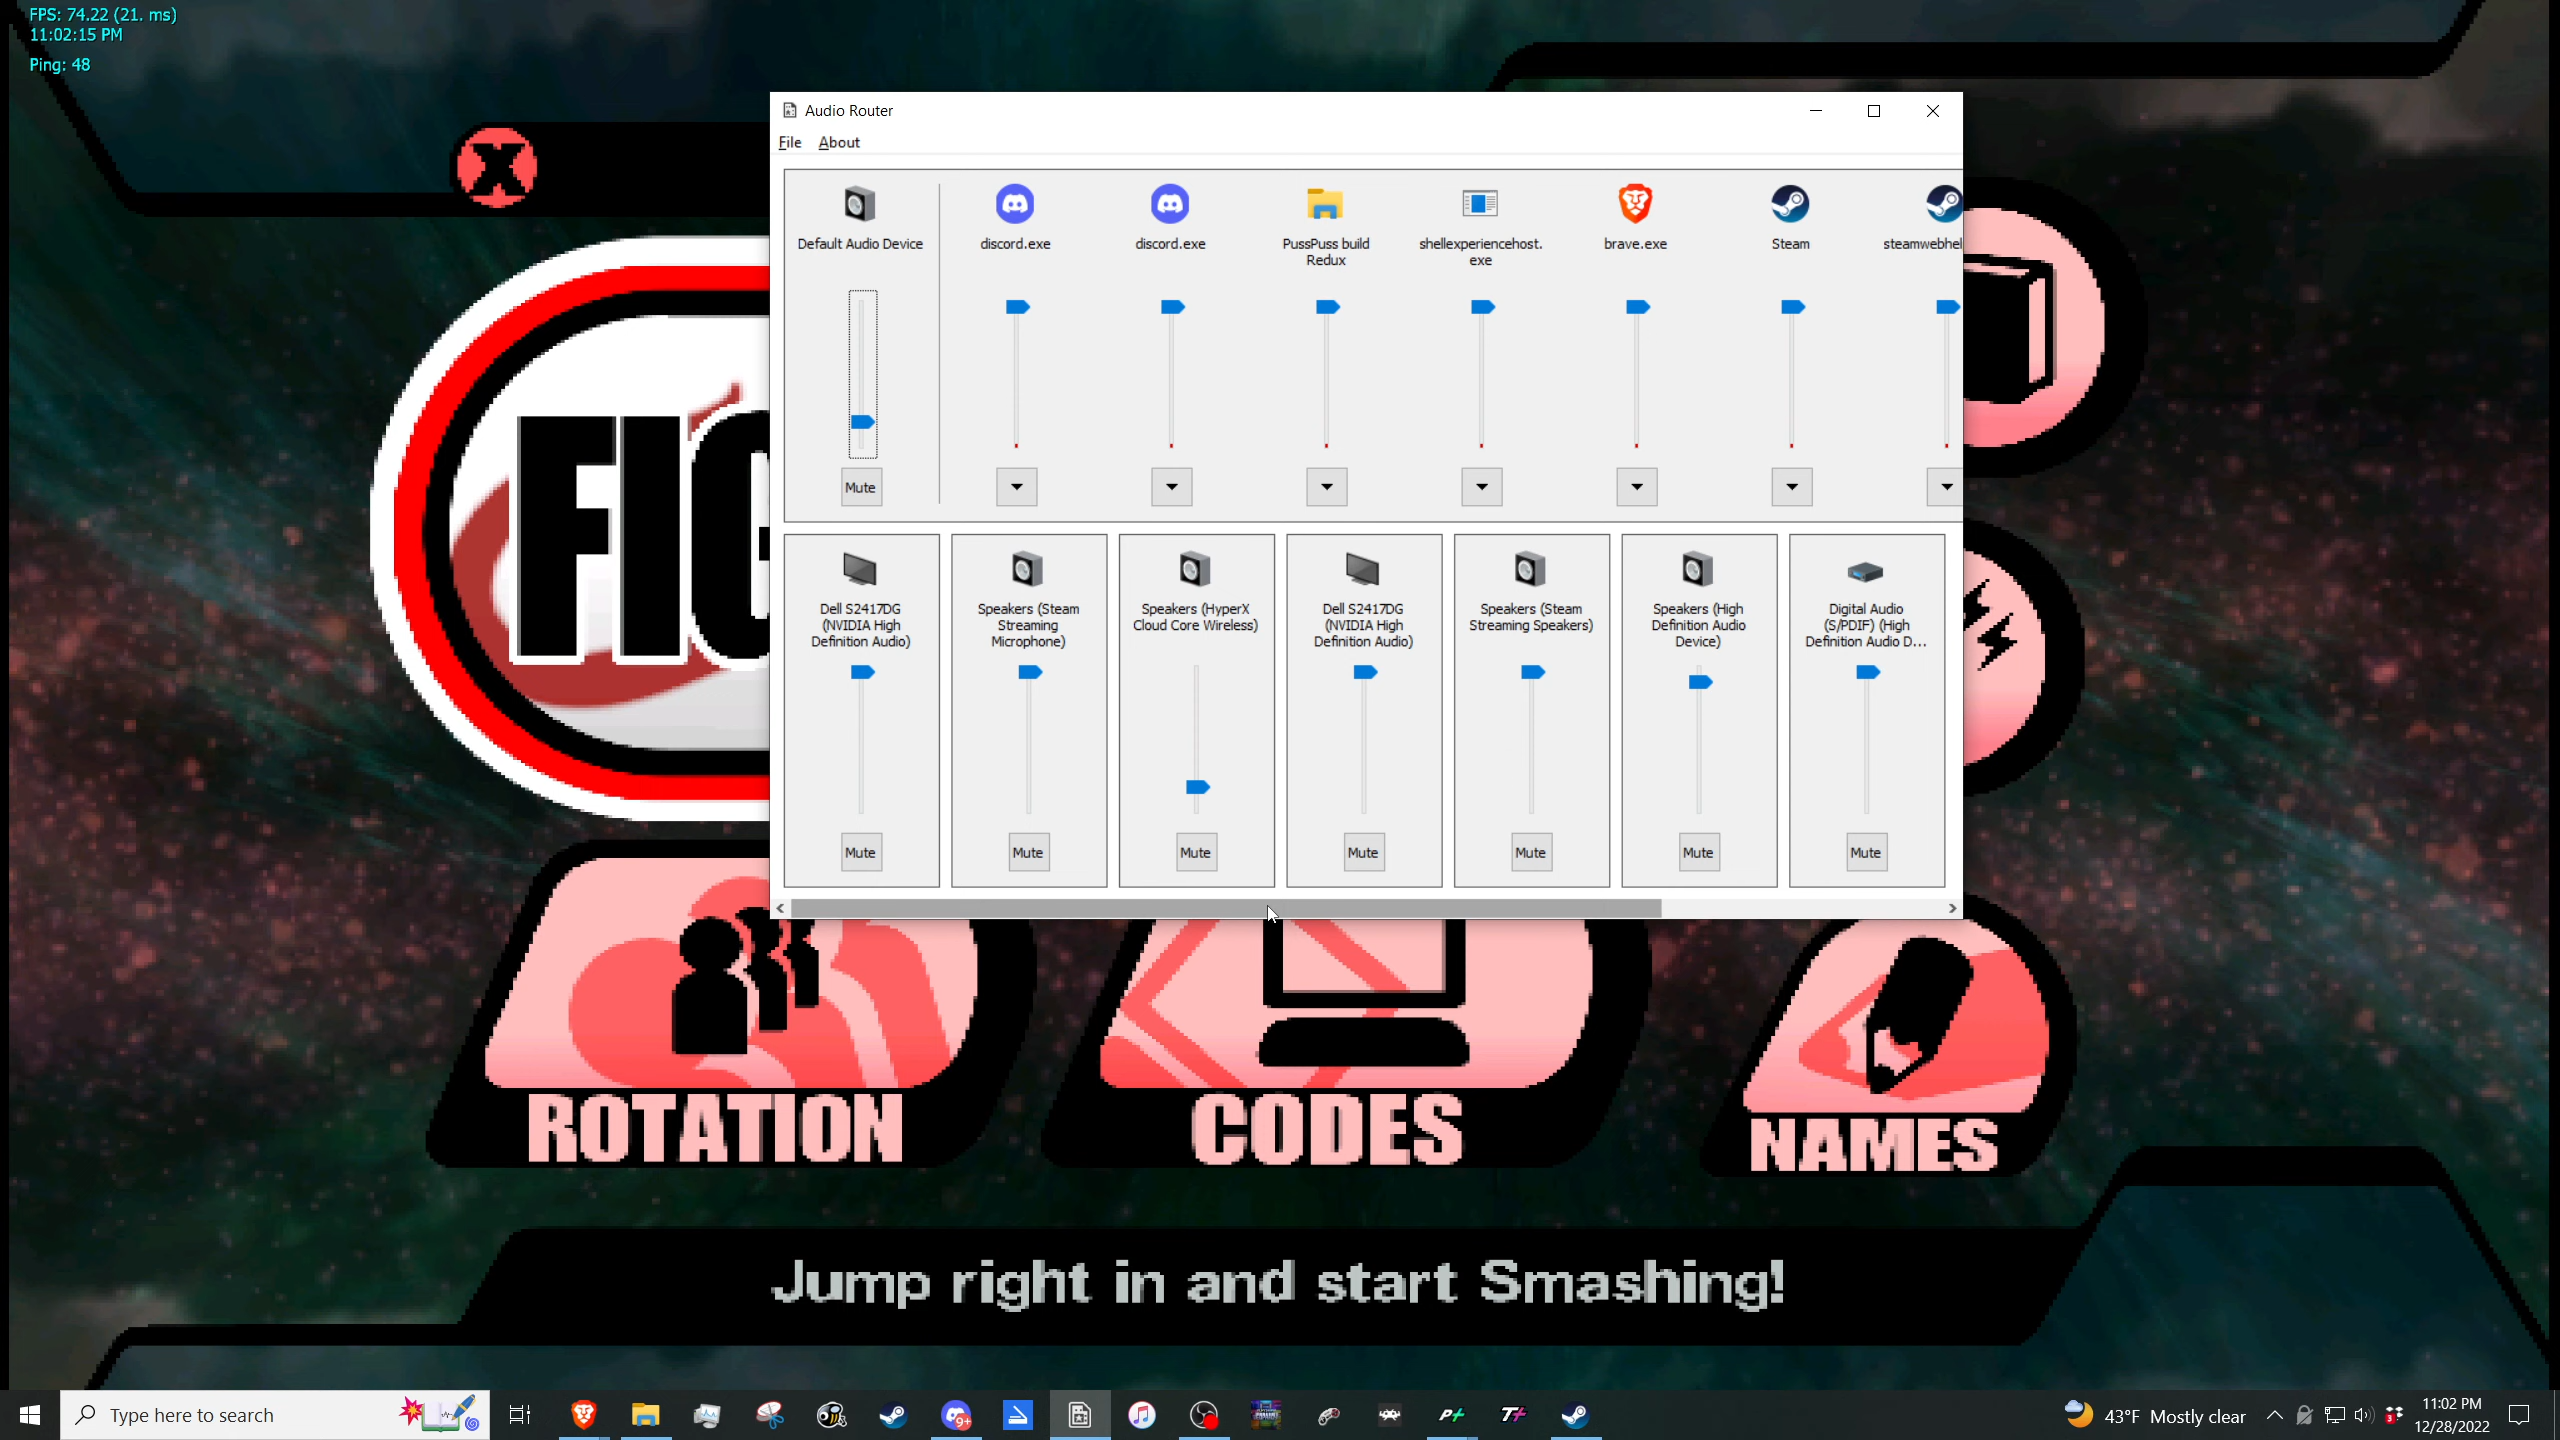 FPS: 74.22 (21. ms)
11:02:15 PM
Ping: 48
Audio Router
File About
Default Audio Device
discord.exe
discord.exe
PussPuss build
Redux
shellexperiencehost.
exe
brave.exe
Steam
steamwebhel
Mute
Dell S2417DG
(NVIDIA High
Definition Audio)
Speakers (Steam
Streaming
Microphone)
Speakers (HyperX
Cloud Core Wireless)
Dell S2417DG
(NVIDIA High
Definition Audio)
Speakers (Steam
Streaming Speakers)
Speakers (High
Definition Audio
Device)
Digital Audio
(S/PDIF) (High
Definition Audio D...
Mute
Mute
Mute
Mute
Mute
Mute
Mute
X
FIG
ROTATION
CODES
NAMES
Jump right in and start Smashing!
Type here to search
9+
P+
T+
43°F Mostly clear
3
11:02 PM
12/28/2022